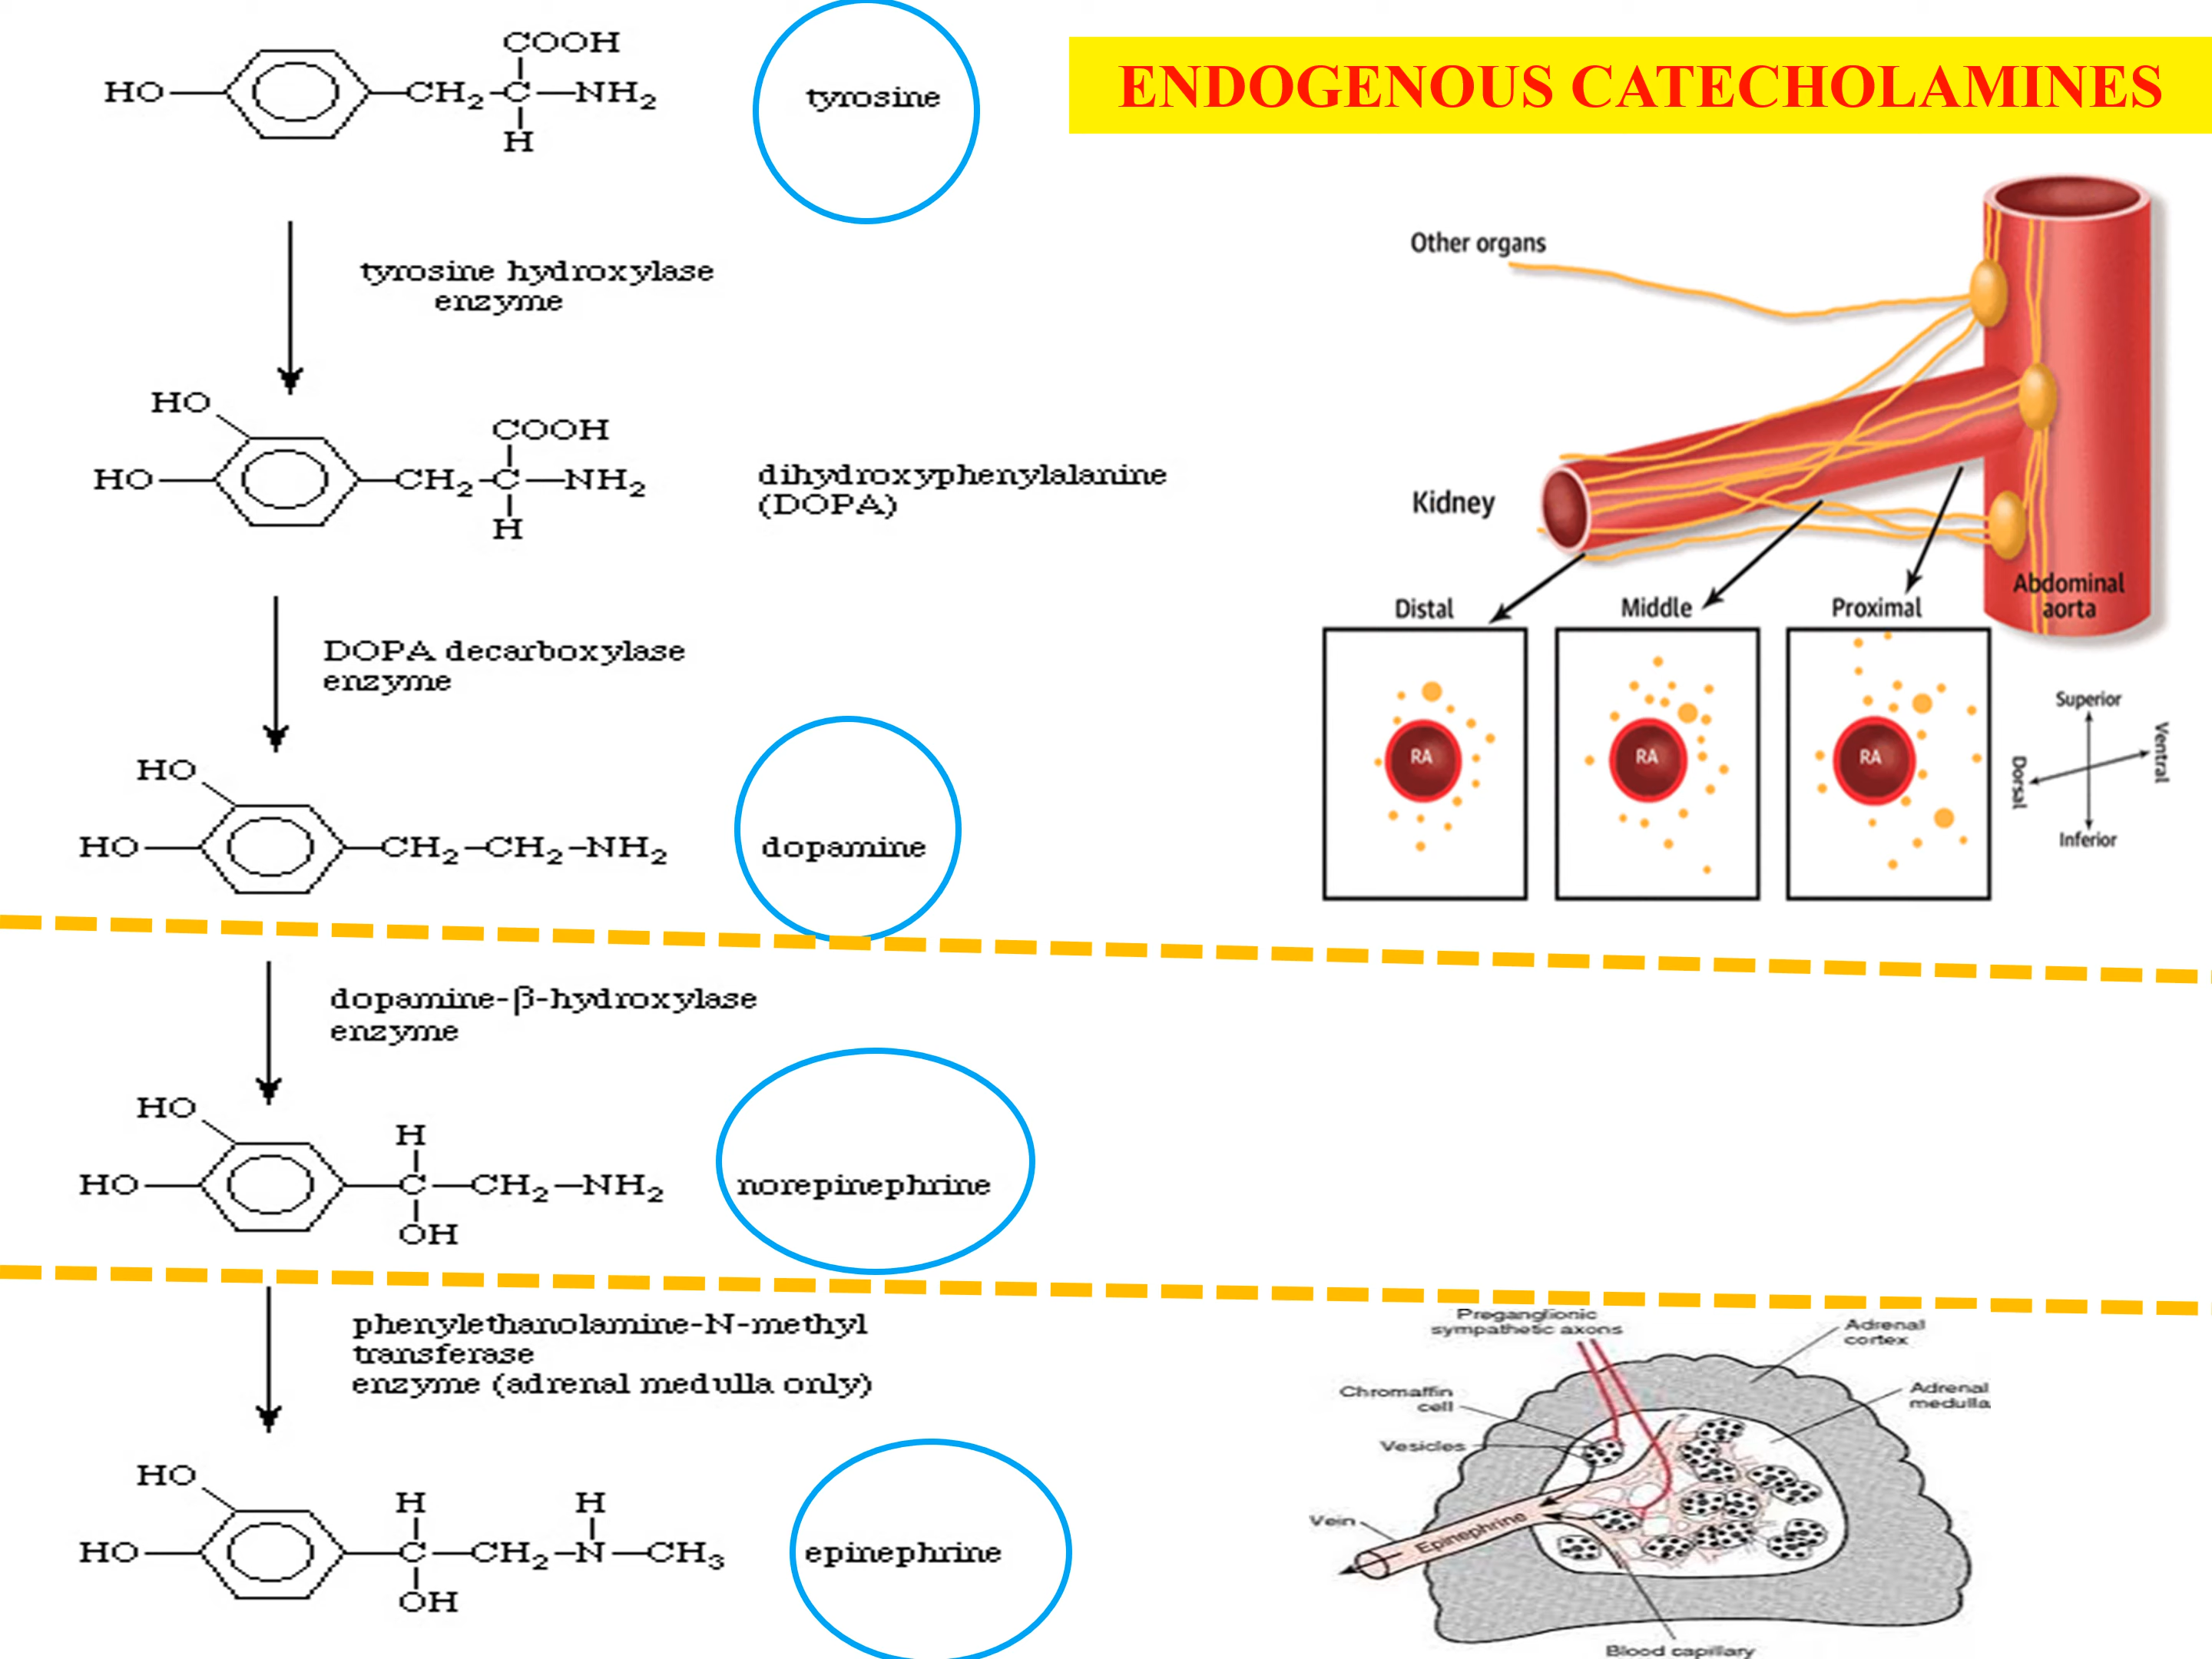 ENDOGENOUS CATECHOLAMINES
COOH
HO
CH2
C
NH2
H
tyrosine
tyrosine hydroxylase
enzyme
HO
COOH
HO
CH2
C
NH2
H
dihydroxyphenylalanine
(DOPA)
DOPA decarboxylase
enzyme
HO
HO
CH2
CH2
NH2
dopamine
dopamine-β-hydroxylase
enzyme
HO
H
HO
C
CH2
NH2
OH
norepinephrine
phenylethanolamine-N-methyl
transferase
enzyme (adrenal medulla only)
HO
H
H
HO
C
CH2
N
CH3
OH
epinephrine
Other organs
Kidney
Abdominal
aorta
Distal
Middle
Proximal
RA
RA
RA
Superior
Ventral
Dorsal
Inferior
Preganglionic
sympathetic axons
Adrenal
cortex
Chromaffin
cell
Adrenal
medulla
Vesicles
Vein
Epinephrine
Blood capillary